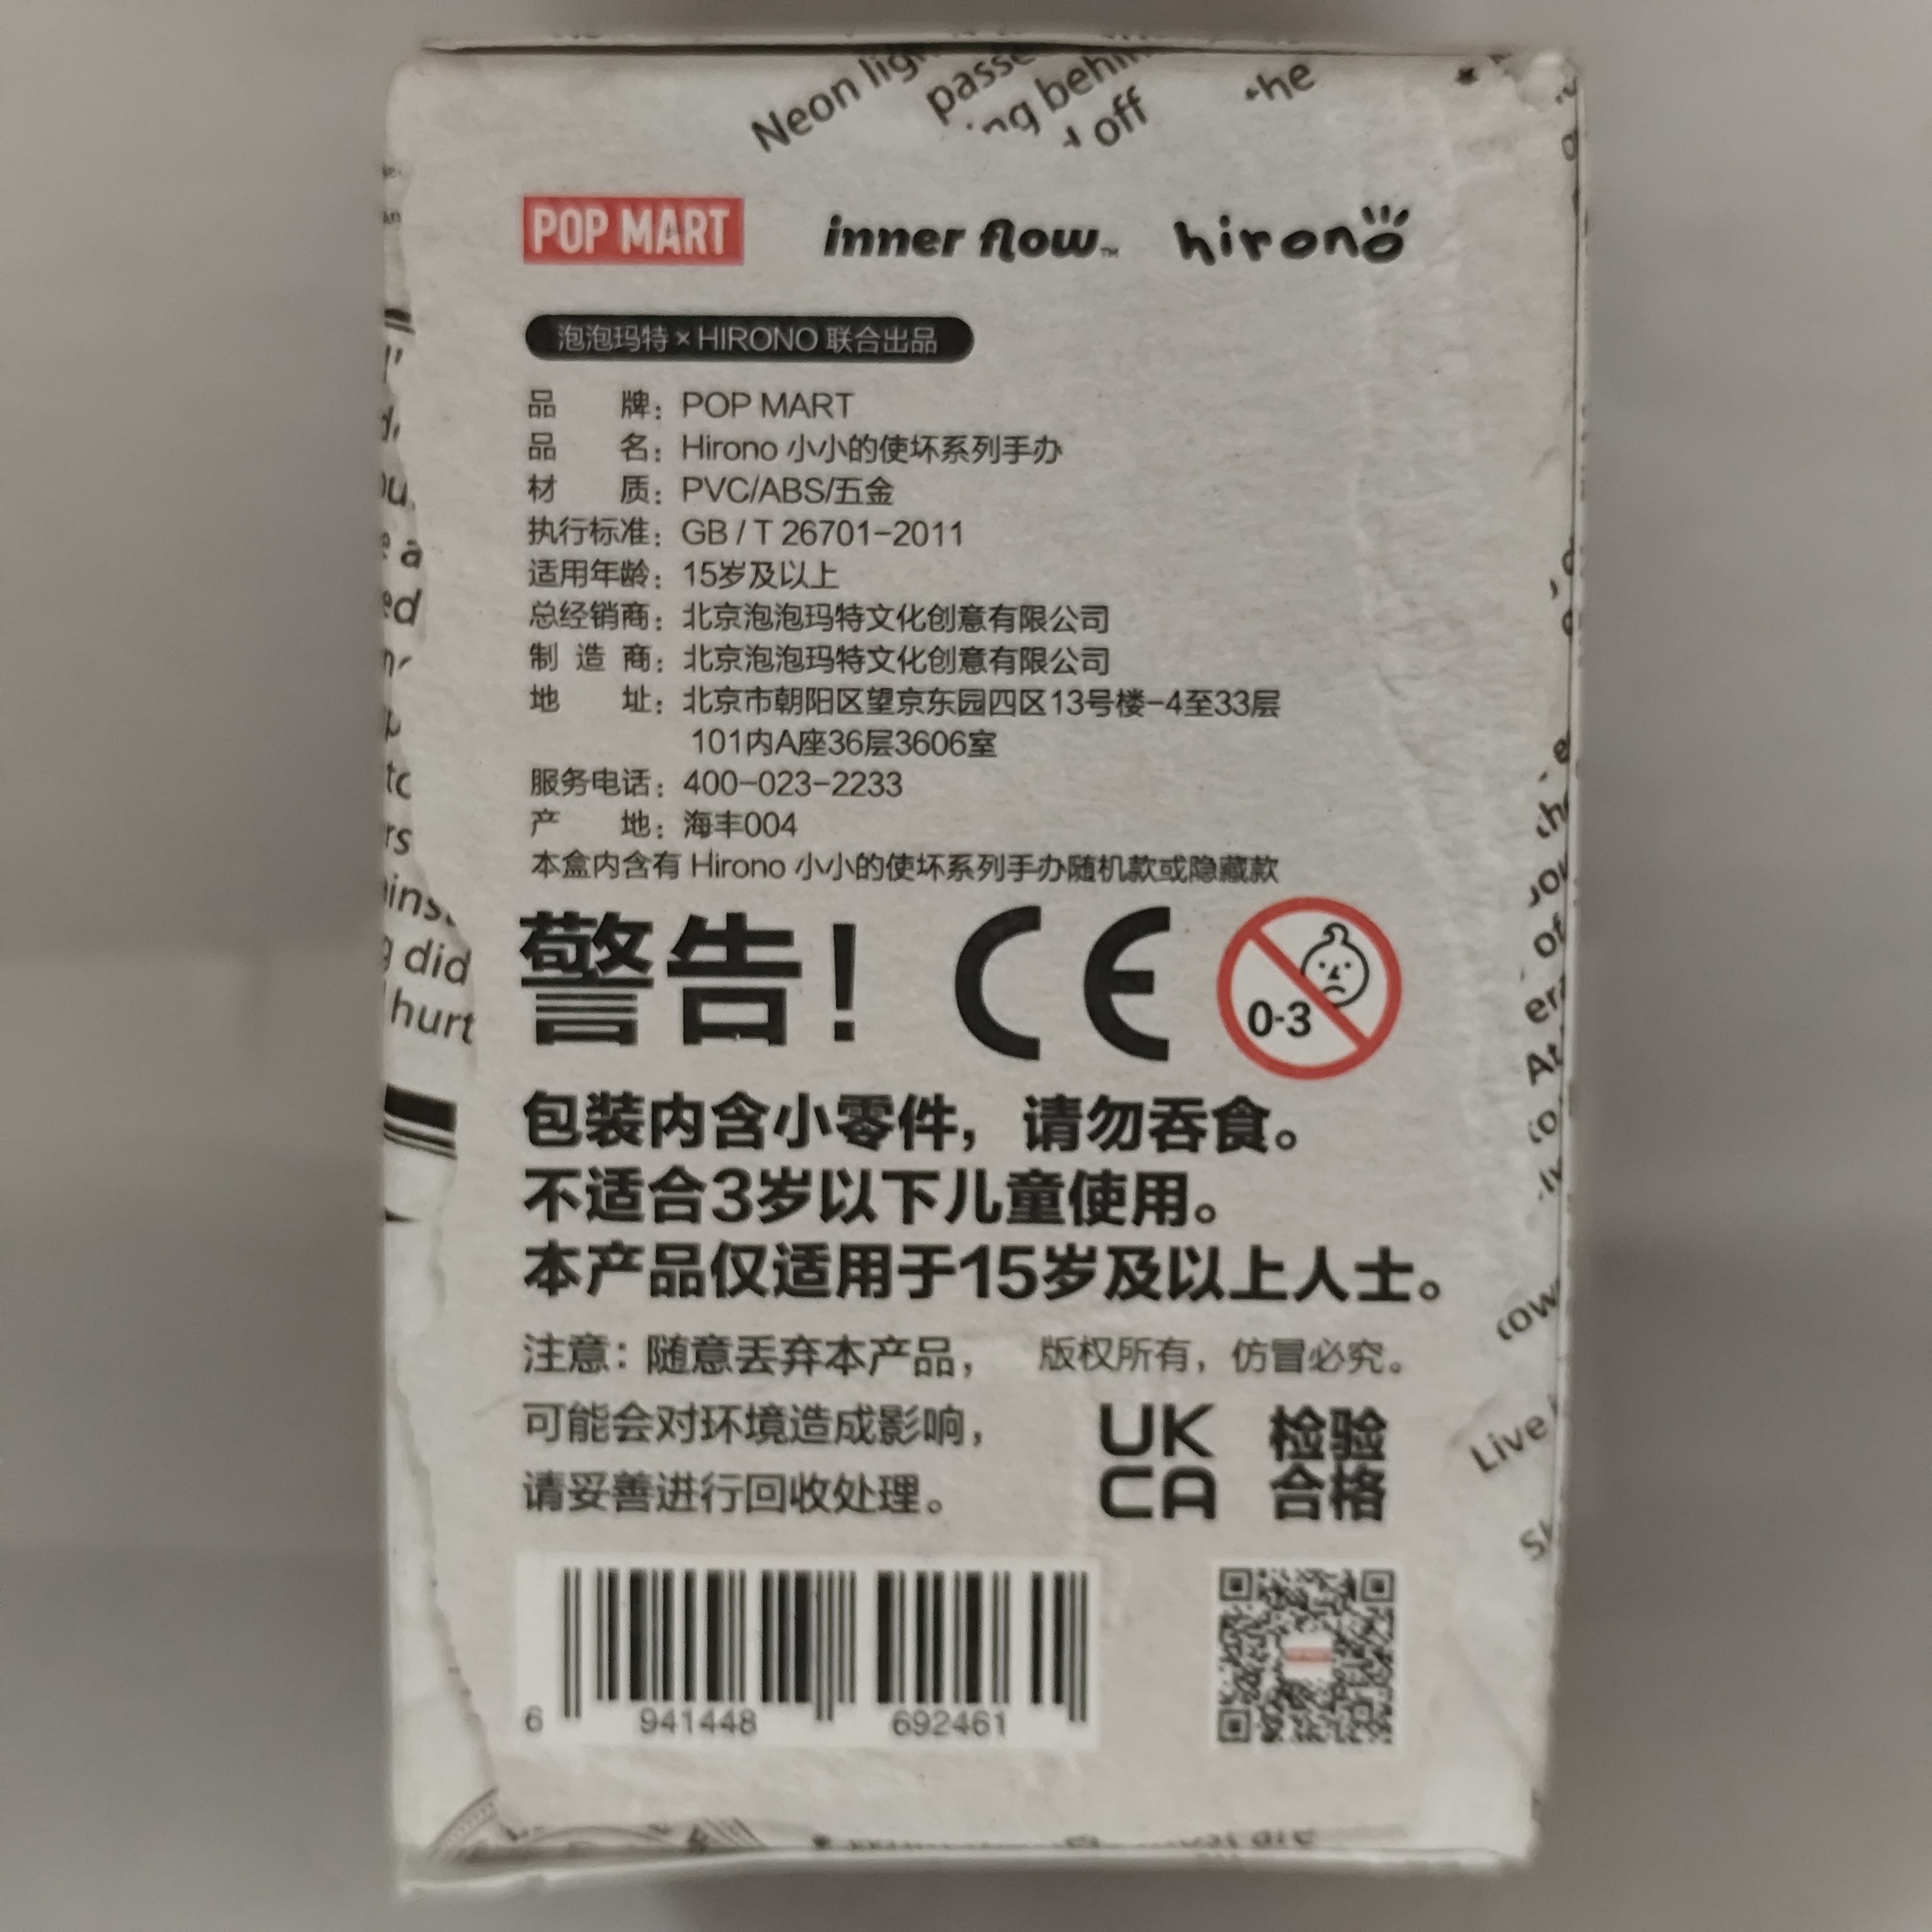 Neon
off
POP MART inner flow™ hirono
泡泡玛特×HIRONO 联合出品
品 牌：POP MART
品 名：Hirono 小小的使坏系列手办
材 质：PVC/ABS/五金
执行标准：GB / T 26701-2011
适用年龄：15岁及以上
总经销商：北京泡泡玛特文化创意有限公司
制 造 商：北京泡泡玛特文化创意有限公司
地 址：北京市朝阳区望京东园四区13号楼-4至33层
101内A座36层3606室
服务电话：400-023-2233
产 地：海丰004
本盒内含有 Hirono 小小的使坏系列手办随机款或隐藏款
did
hurt
警告！ CE 0-3
包装内含小零件，请勿吞食。
不适合3岁以下儿童使用。
本产品仅适用于15岁及以上人士。
注意：随意丢弃本产品， 版权所有，仿冒必究。
可能会对环境造成影响，
请妥善进行回收处理。
UK
CA
检验
合格
Live
6 941448 692461